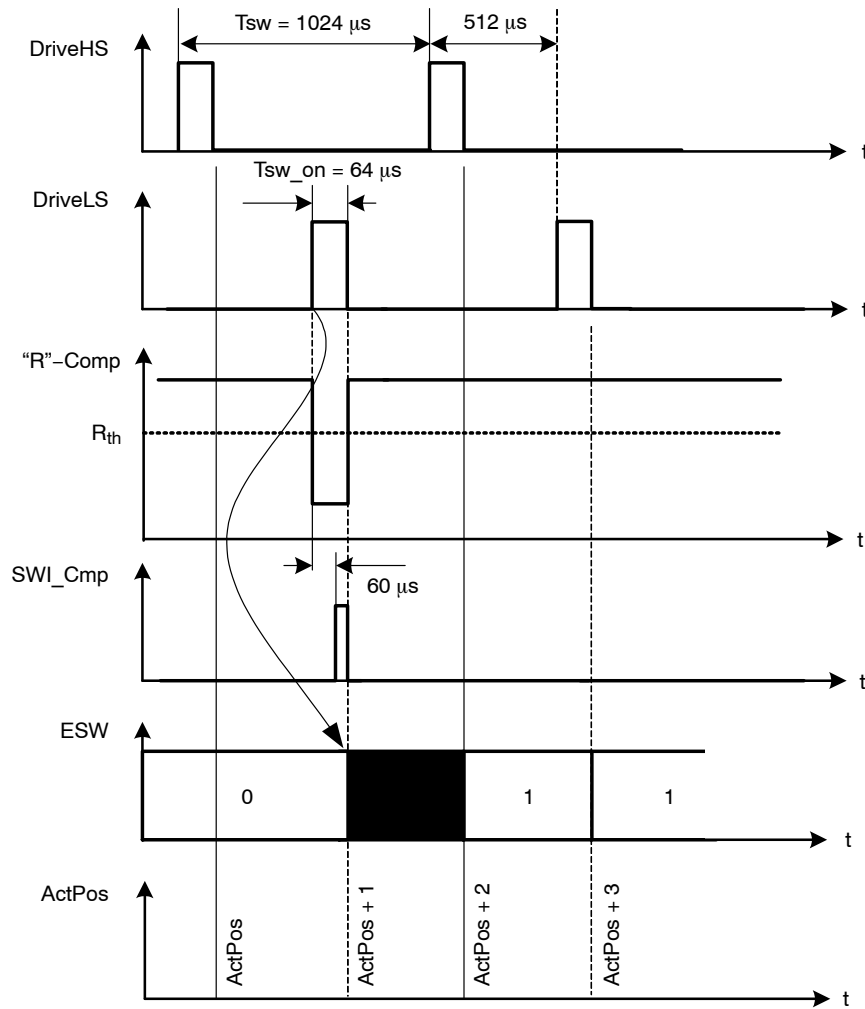 Tsw = 1024 μs
512 μs
DriveHS
t
Tsw_on = 64 μs
DriveLS
t
“R”−Comp
Rth
t
SWI_Cmp
60 μs
t
ESW
0
1
1
t
ActPos
ActPos
ActPos + 1
ActPos + 2
ActPos + 3
t